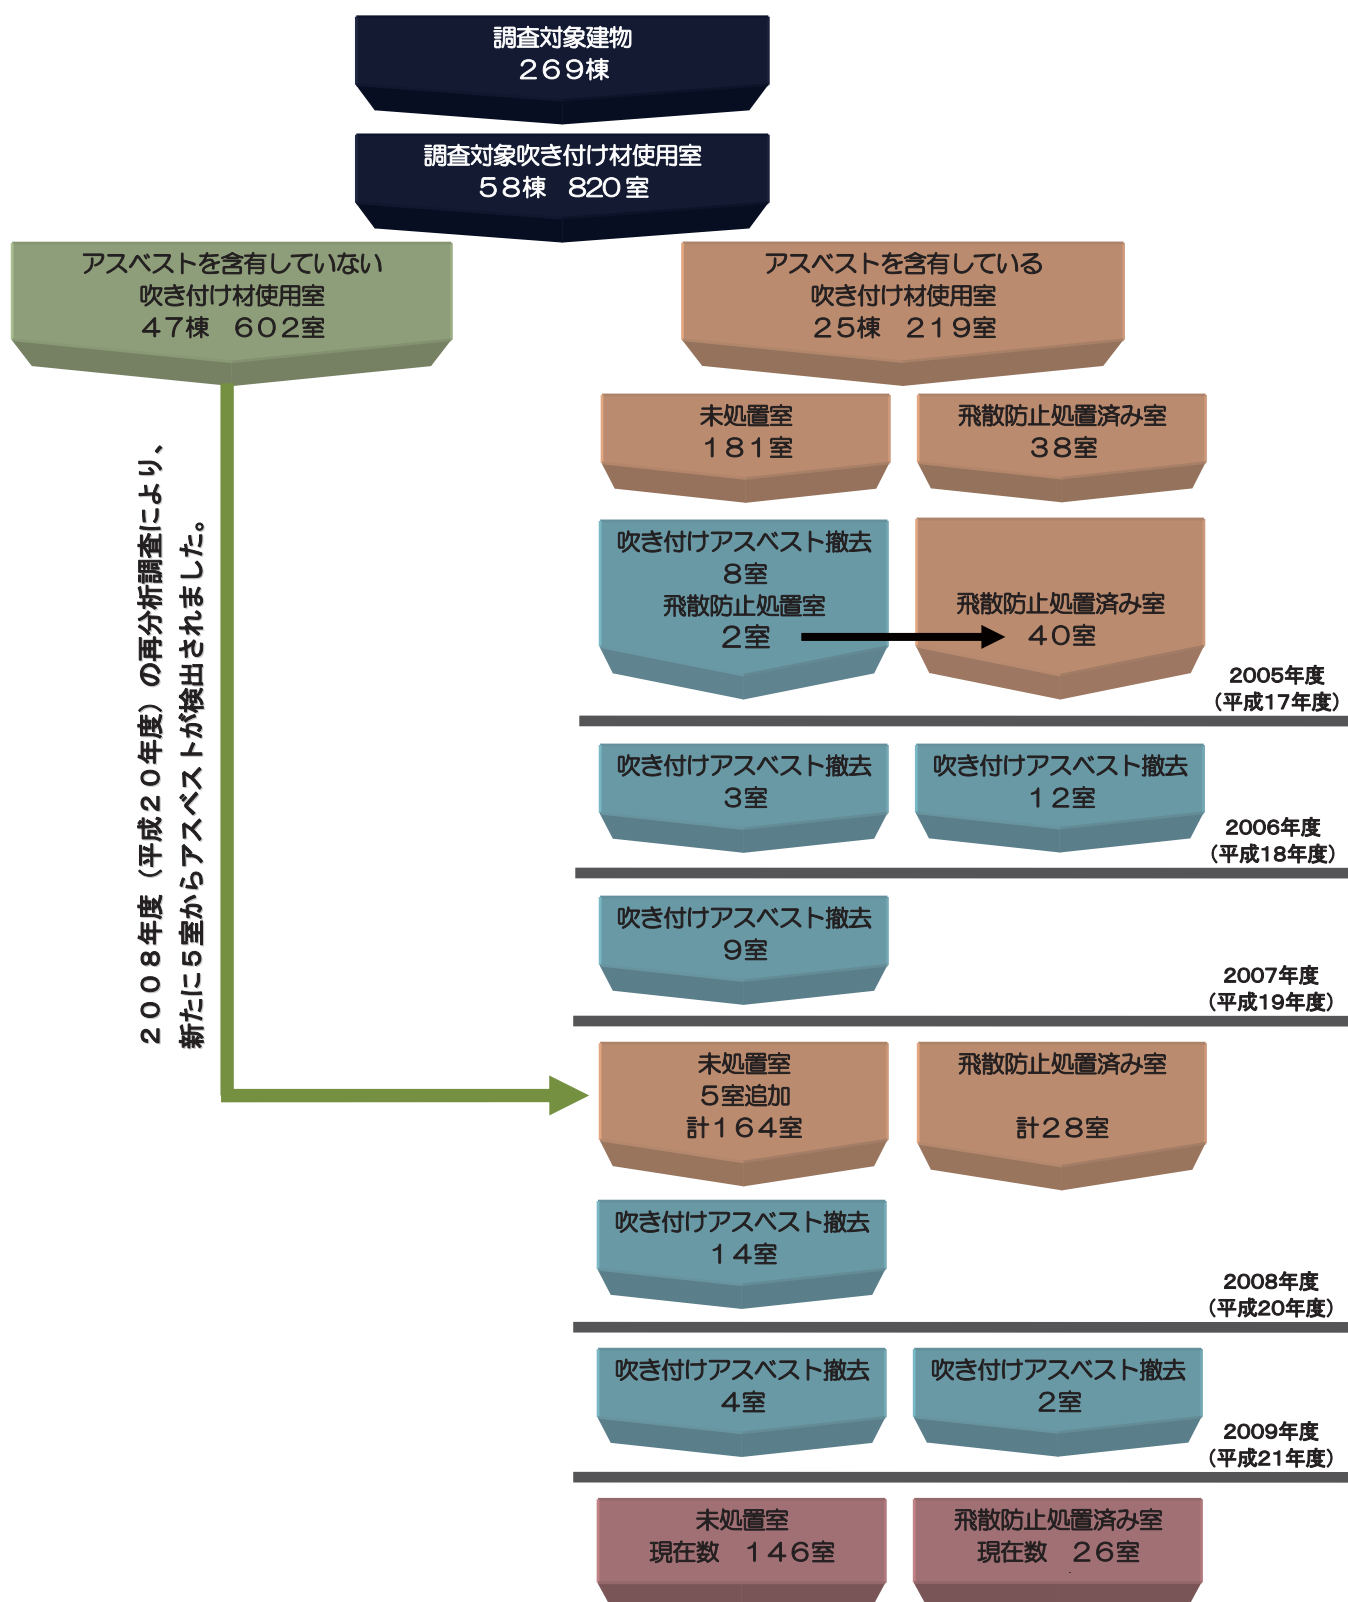 調査対象建物
２６９棟
調査対象吹き付け材使用室
５８棟　820室
アスベストを含有していない
吹き付け材使用室
４７棟　６０２室
アスベストを含有している
吹き付け材使用室
２５棟　２１９室
未処置室
１８１室
飛散防止処置済み室
３８室
２００８年度（平成２０年度）の再分析調査により、
新たに５室からアスベストが検出されました。
吹き付けアスベスト撤去
８室
飛散防止処置室
２室
飛散防止処置済み室
４０室
2005年度
（平成17年度）
吹き付けアスベスト撤去
３室
吹き付けアスベスト撤去
１２室
2006年度
（平成18年度）
吹き付けアスベスト撤去
９室
2007年度
（平成19年度）
未処置室
５室追加
計１６４室
飛散防止処置済み室
計２８室
吹き付けアスベスト撤去
１４室
2008年度
（平成20年度）
吹き付けアスベスト撤去
４室
吹き付けアスベスト撤去
２室
2009年度
（平成21年度）
未処置室
現在数　１４６室
飛散防止処置済み室
現在数　２６室